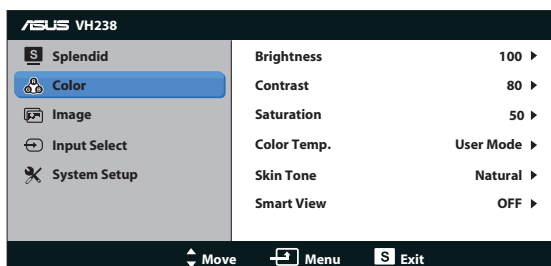 ASUS VH238
S Splendid
Color
Image
Input Select
System Setup
Brightness 100
Contrast 80
Saturation 50
Color Temp. User Mode
Skin Tone Natural
Smart View OFF
Move Menu S Exit